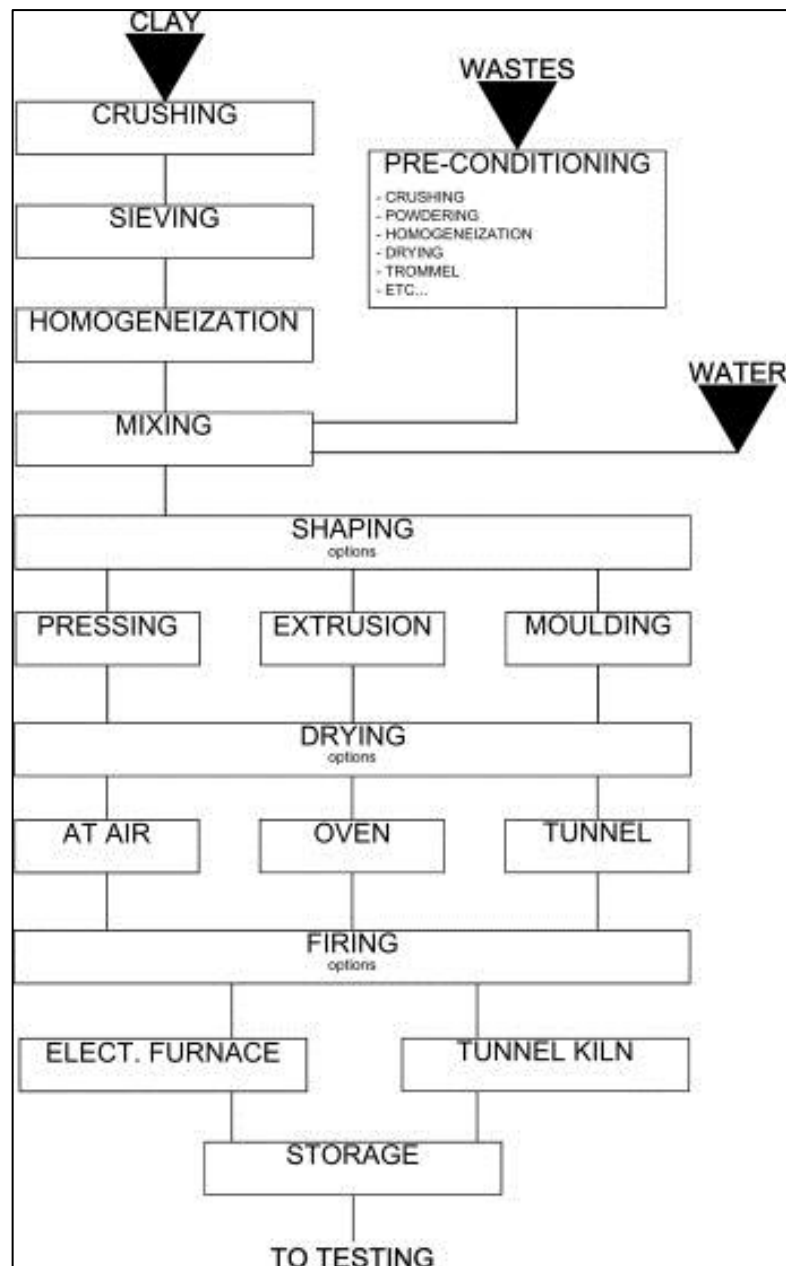 CLAY
WASTES
CRUSHING
PRE-CONDITIONING
- CRUSHING
- POWDERING
- HOMOGENEIZATION
- DRYING
- TROMMEL
- ETC...
SIEVING
HOMOGENEIZATION
WATER
MIXING
SHAPING
options
PRESSING
EXTRUSION
MOULDING
DRYING
options
AT AIR
OVEN
TUNNEL
FIRING
options
ELECT. FURNACE
TUNNEL KILN
STORAGE
TO TESTING